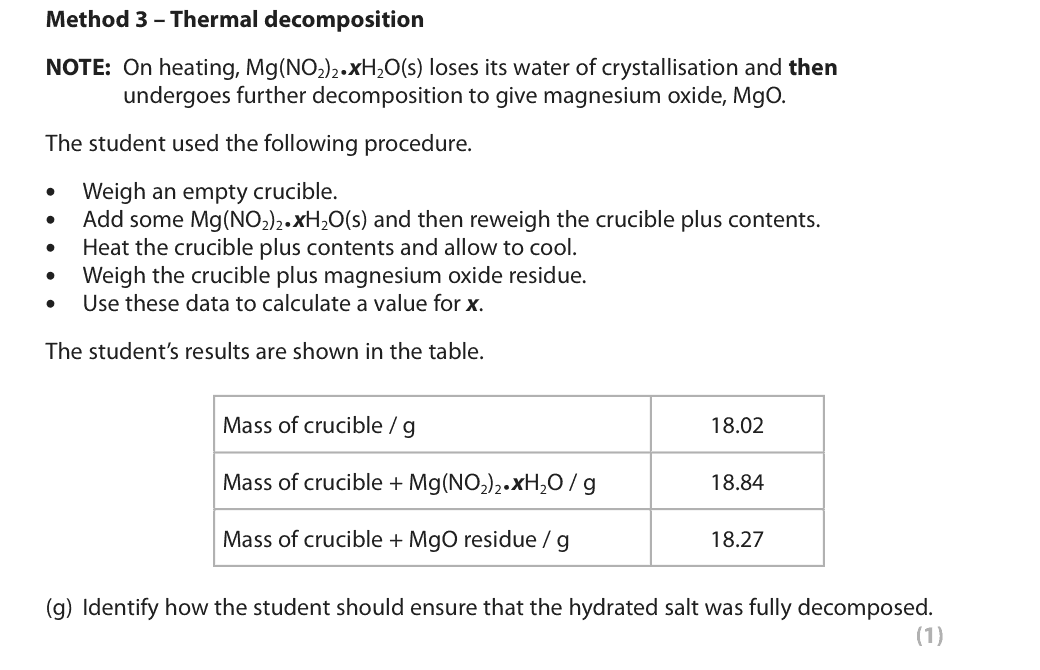 Method 3 – Thermal decomposition
NOTE: On heating, Mg(NO₂)₂•xH₂O(s) loses its water of crystallisation and then
undergoes further decomposition to give magnesium oxide, MgO.
The student used the following procedure.
• Weigh an empty crucible.
• Add some Mg(NO₂)₂•xH₂O(s) and then reweigh the crucible plus contents.
• Heat the crucible plus contents and allow to cool.
• Weigh the crucible plus magnesium oxide residue.
• Use these data to calculate a value for x.
The student’s results are shown in the table.
Mass of crucible / g 18.02
Mass of crucible + Mg(NO₂)₂•xH₂O / g 18.84
Mass of crucible + MgO residue / g 18.27
(g) Identify how the student should ensure that the hydrated salt was fully decomposed.
(1)